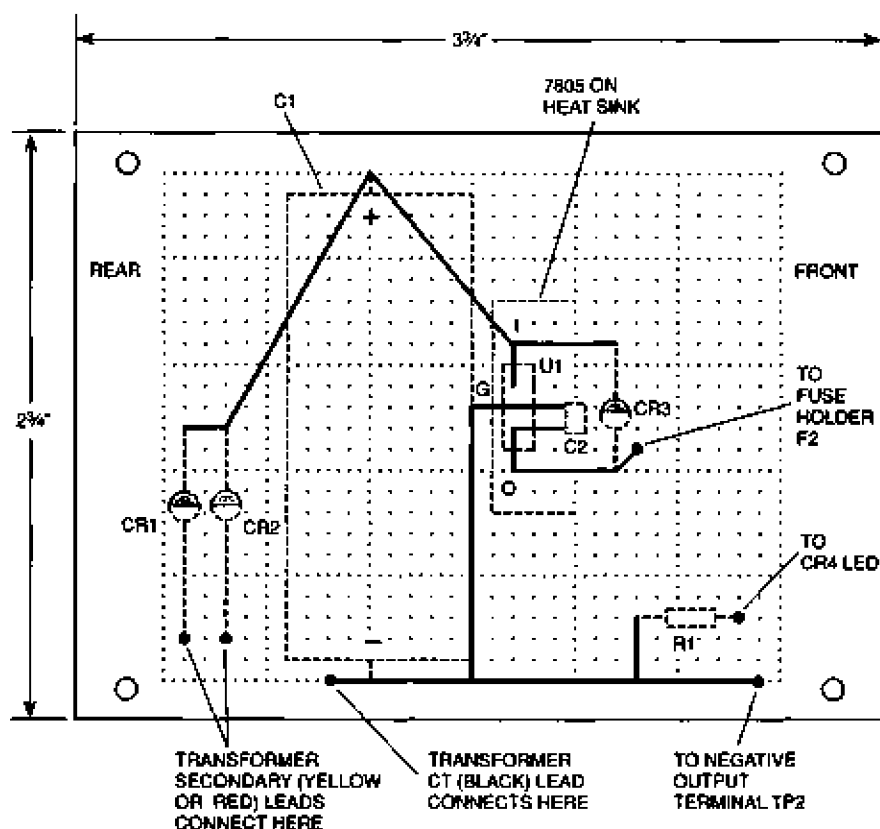 3¾"
C1
7805 ON
HEAT SINK
+
REAR
FRONT
I
U1
G
TO
FUSE
HOLDER
F2
2¾"
CR3
C2
O
CR1
CR2
TO
CR4 LED
−
R1
TRANSFORMER
SECONDARY (YELLOW
OR RED) LEADS
CONNECT HERE
TRANSFORMER
CT (BLACK) LEAD
CONNECTS HERE
TO NEGATIVE
OUTPUT
TERMINAL TP2